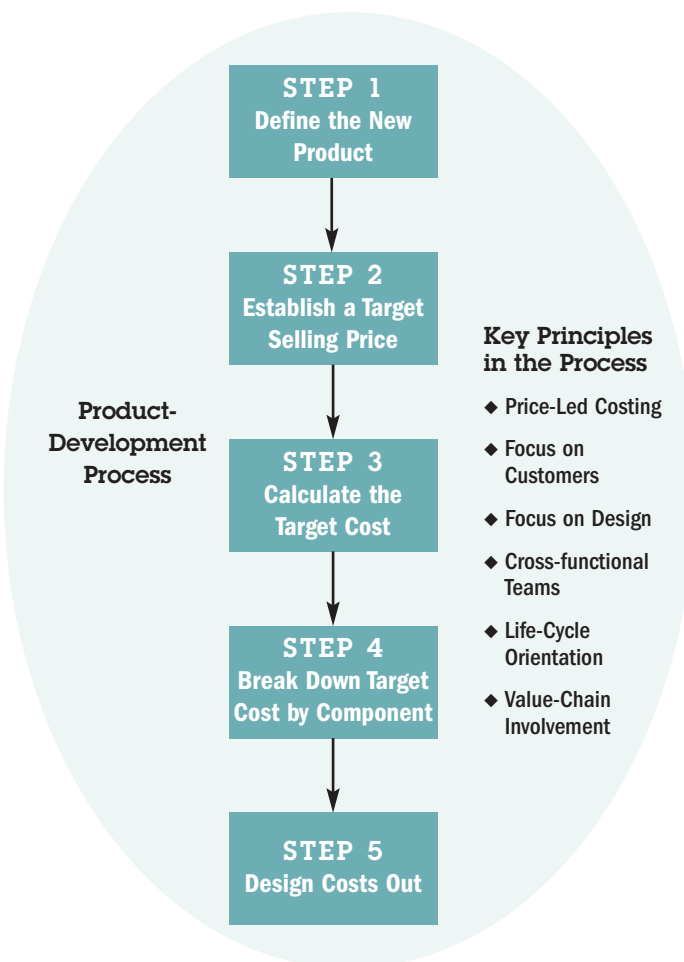 STEP 1
Define the New
Product
STEP 2
Establish a Target
Selling Price
Key Principles
in the Process
Product-
Development
Process
◆ Price-Led Costing
◆ Focus on
Customers
STEP 3
Calculate the
Target Cost
◆ Focus on Design
◆ Cross-functional
Teams
◆ Life-Cycle
Orientation
STEP 4
Break Down Target
Cost by Component
◆ Value-Chain
Involvement
STEP 5
Design Costs Out